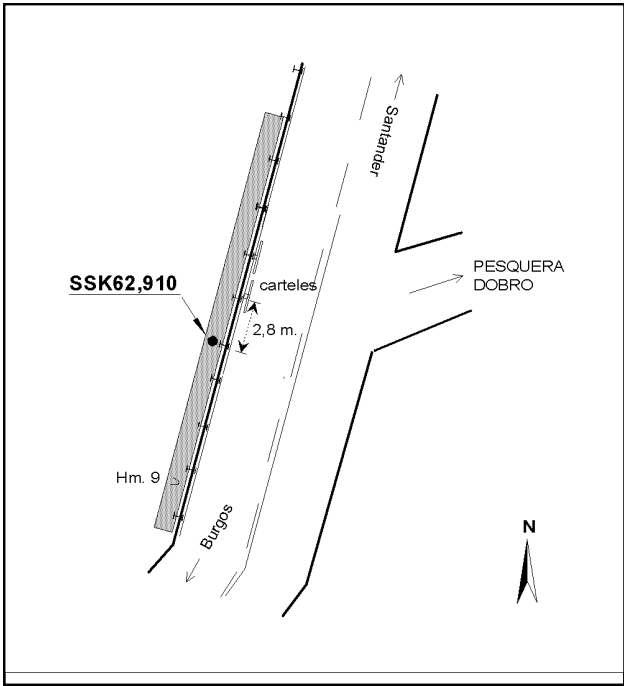 Santander
SSK62,910
carteles
PESQUERA
DOBRO
2,8 m.
Hm. 9
Burgos
N